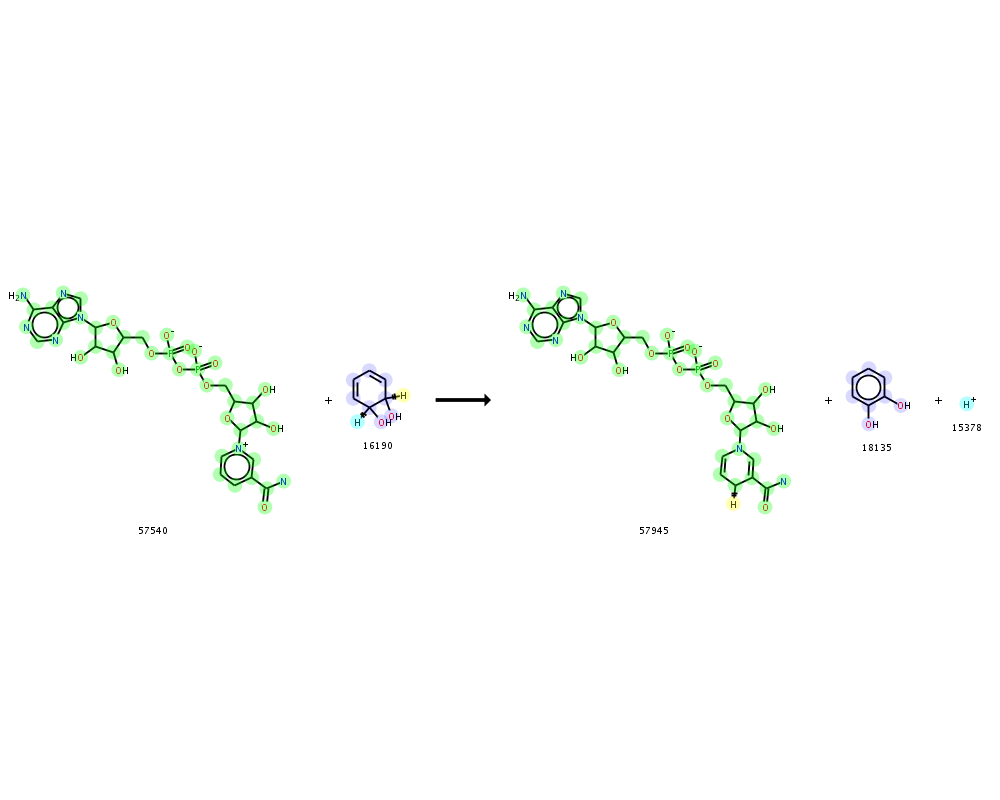 H2N N N N N O HO OH O O- P O O O- P O O O OH OH N+ N O
57540
+
H H OH OH
16190
H2N N N N N O HO OH O O- P O O O- P O O O OH OH N N O H
57945
+
OH OH
18135
+
H+
15378